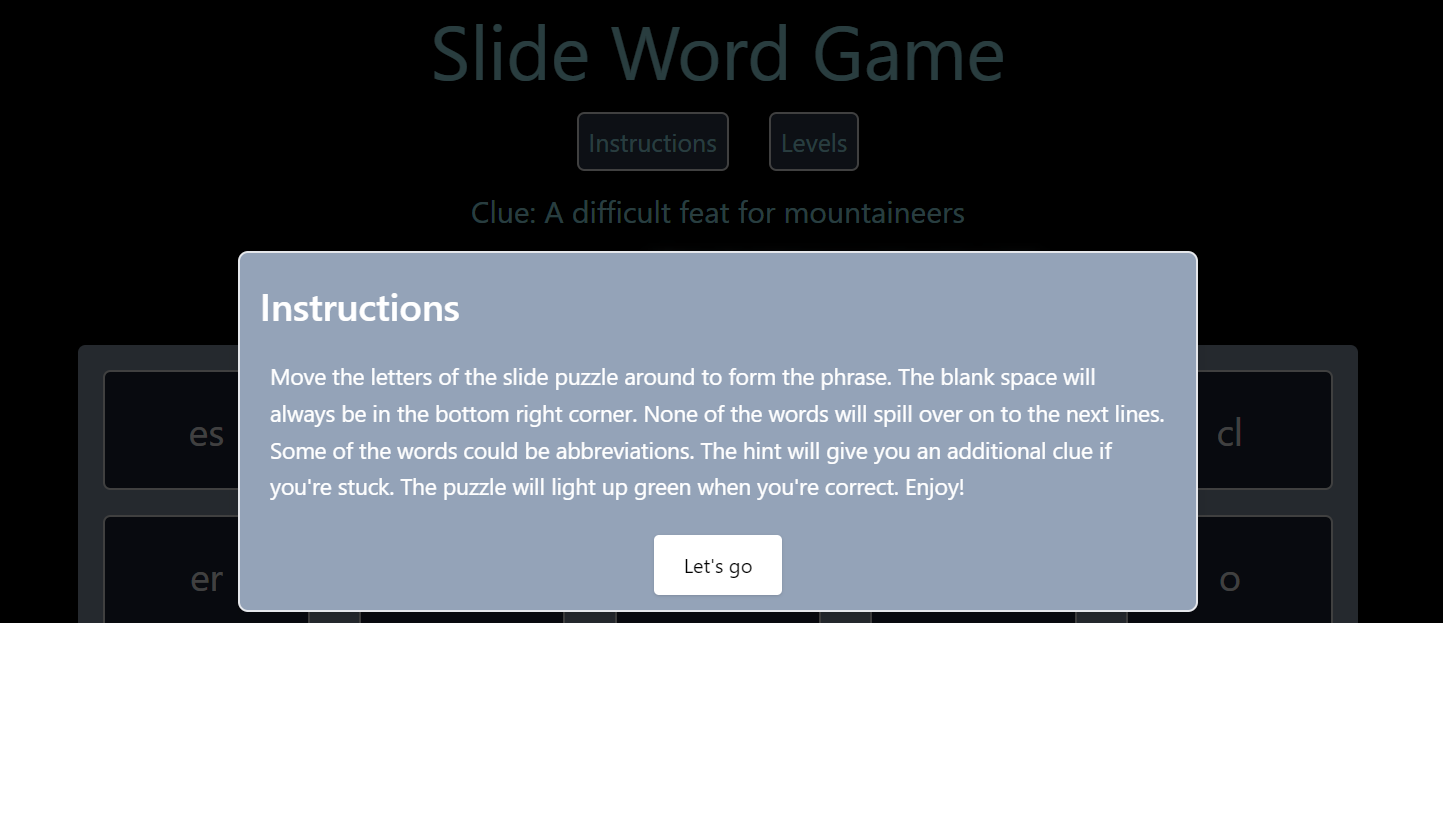 Slide Word Game
Instructions
Levels
Clue: A difficult feat for mountaineers
Instructions
Move the letters of the slide puzzle around to form the phrase. The blank space will
always be in the bottom right corner. None of the words will spill over on to the next lines.
Some of the words could be abbreviations. The hint will give you an additional clue if
you're stuck. The puzzle will light up green when you're correct. Enjoy!
Let's go
es
cl
er
o